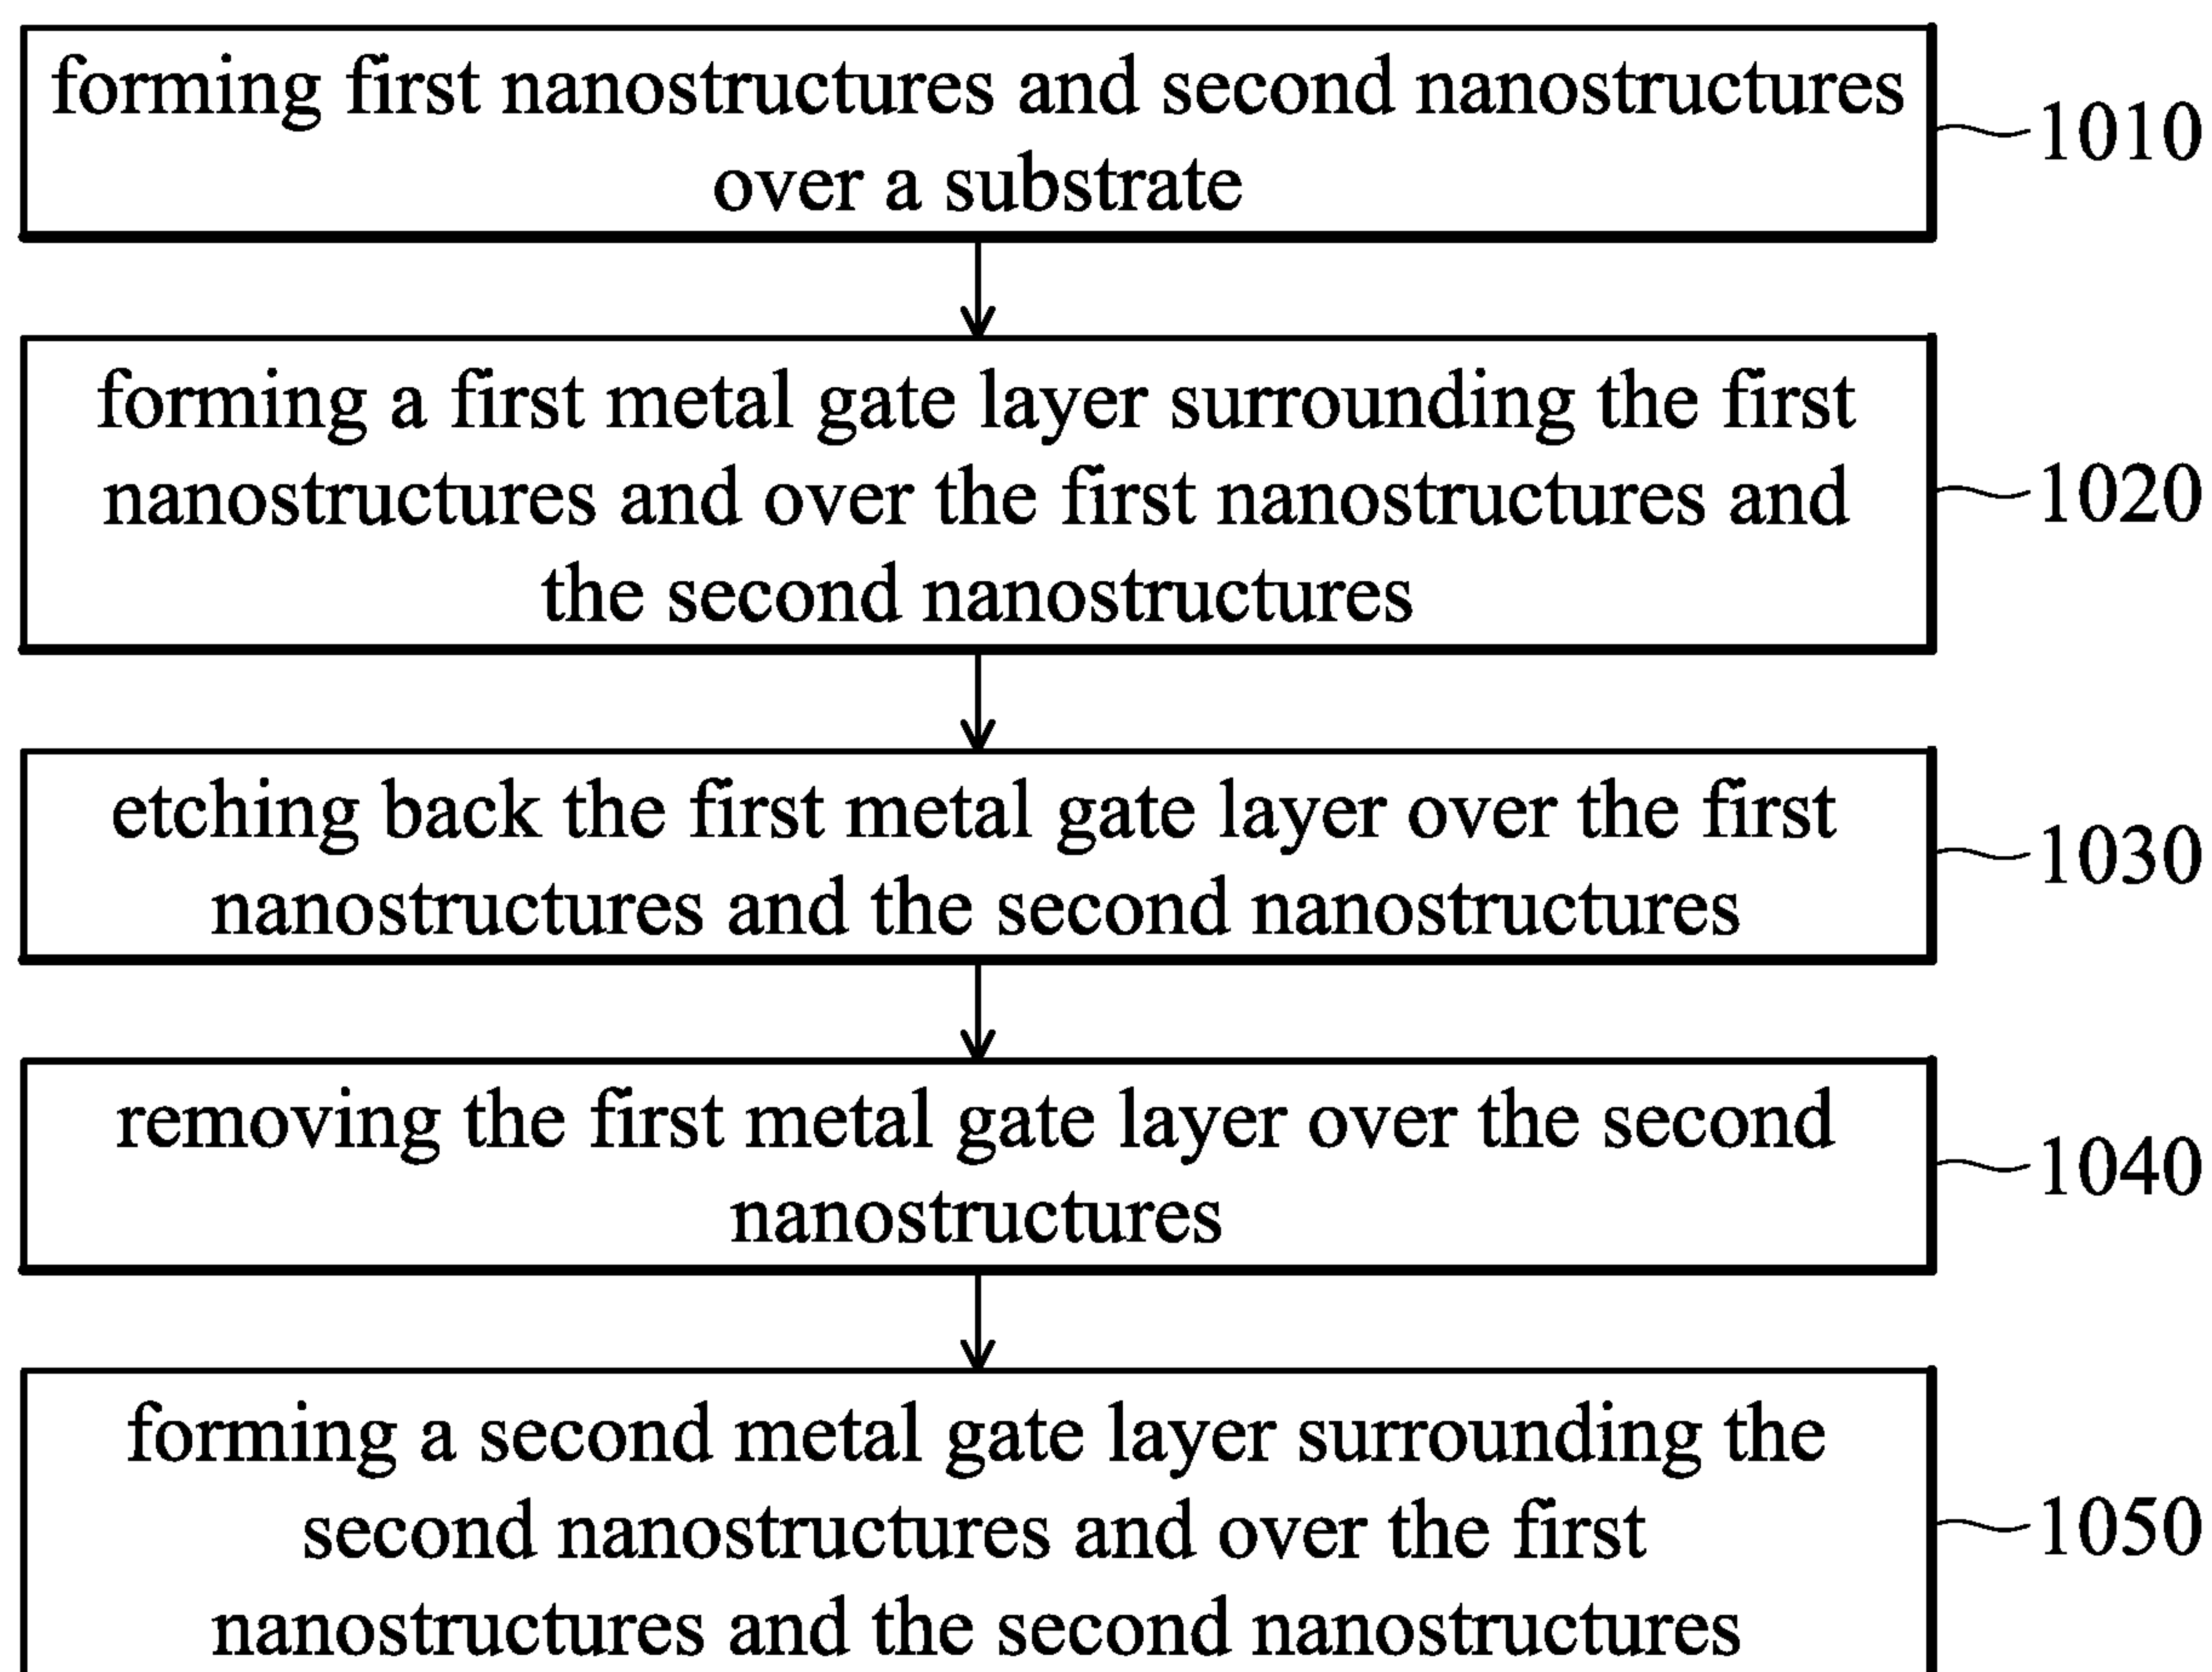 forming first nanostructures and second nanostructures
over a substrate
1010
forming a first metal gate layer surrounding the first
nanostructures and over the first nanostructures and
the second nanostructures
1020
etching back the first metal gate layer over the first
nanostructures and the second nanostructures
1030
removing the first metal gate layer over the second
nanostructures
1040
forming a second metal gate layer surrounding the
second nanostructures and over the first
nanostructures and the second nanostructures
1050